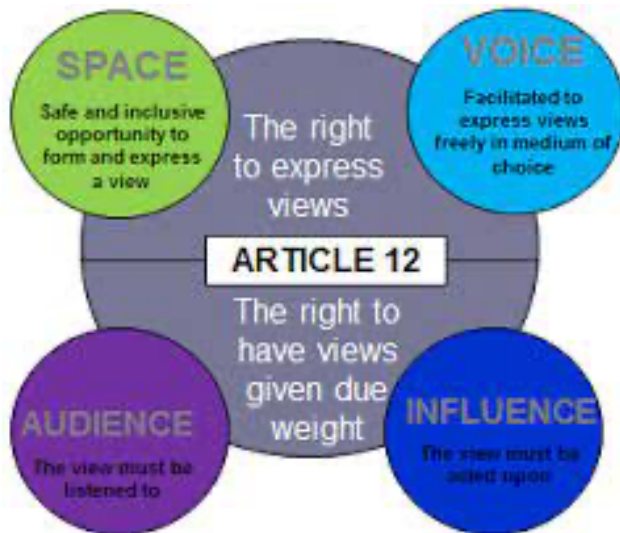 SPACE
Safe and inclusive
opportunity to
form and express
a view
VOICE
Facilitated to
express views
freely in medium of
choice
The right
to express
views
ARTICLE 12
The right to
have views
given due
weight
AUDIENCE
The view must be
listened to
INFLUENCE
The view must be
acted upon